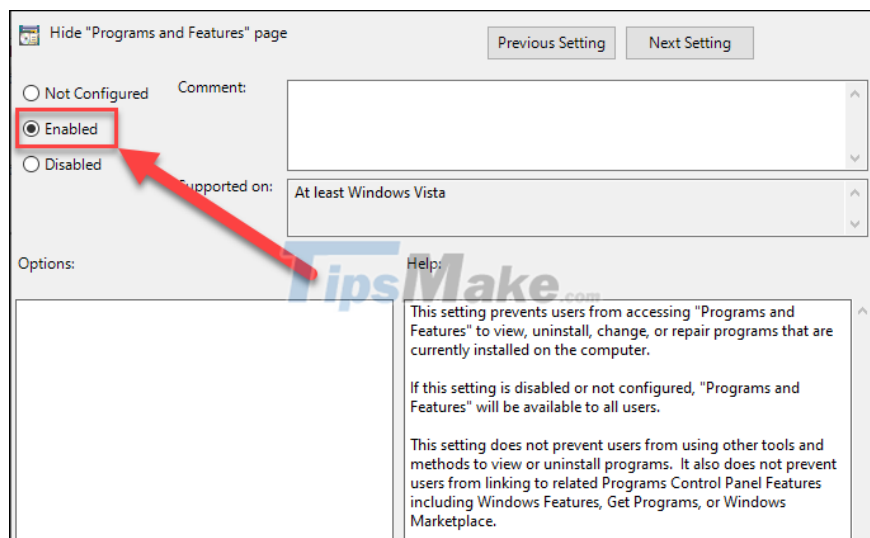 Hide "Programs and Features" page
Previous Setting
Next Setting
Not Configured
Comment:
Enabled
Disabled
Supported on:
At least Windows Vista
Options:
Help:
TipsMake.com
This setting prevents users from accessing "Programs and
Features" to view, uninstall, change, or repair programs that are
currently installed on the computer.
If this setting is disabled or not configured, "Programs and
Features" will be available to all users.
This setting does not prevent users from using other tools and
methods to view or uninstall programs.  It also does not prevent
users from linking to related Programs Control Panel Features
including Windows Features, Get Programs, or Windows
Marketplace.